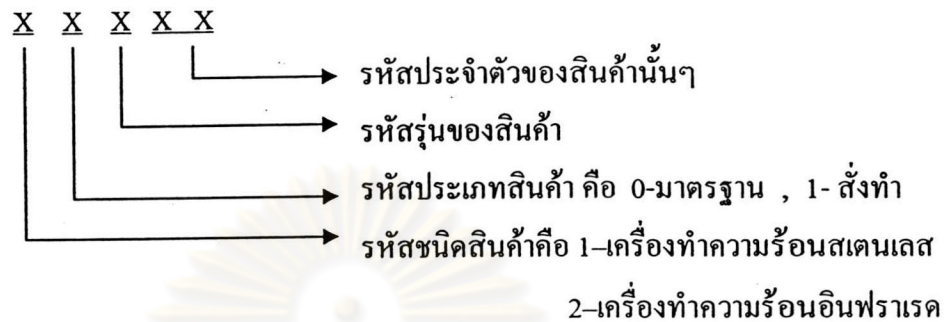 X X X X X
รหัสประจำตัวของสินค้านั้นๆ
รหัสรุ่นของสินค้า
รหัสประเภทสินค้า คือ 0-มาตรฐาน , 1- สั่งทำ
รหัสชนิดสินค้าคือ 1–เครื่องทำความร้อนสเตนเลส
2–เครื่องทำความร้อนอินฟราเรด